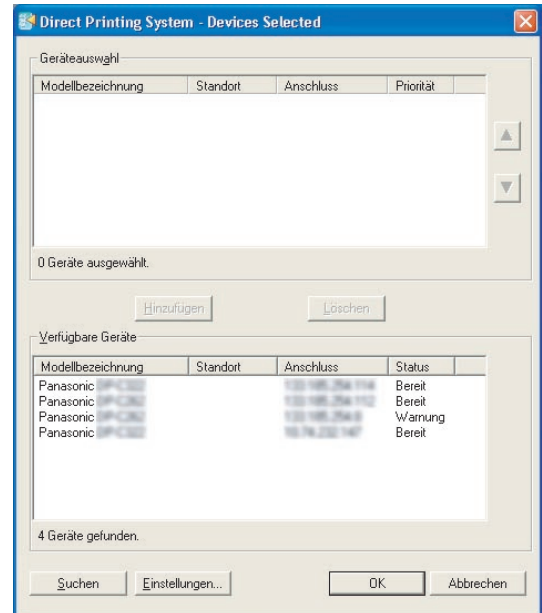 Direct Printing System - Devices Selected
Geräteauswahl
Modellbezeichnung Standort Anschluss Priorität
0 Geräte ausgewählt.
Hinzufügen Löschen
Verfügbare Geräte
Modellbezeichnung Standort Anschluss Status
Panasonic Bereit
Panasonic Bereit
Panasonic Warnung
Panasonic Bereit
4 Geräte gefunden.
Suchen Einstellungen... OK Abbrechen